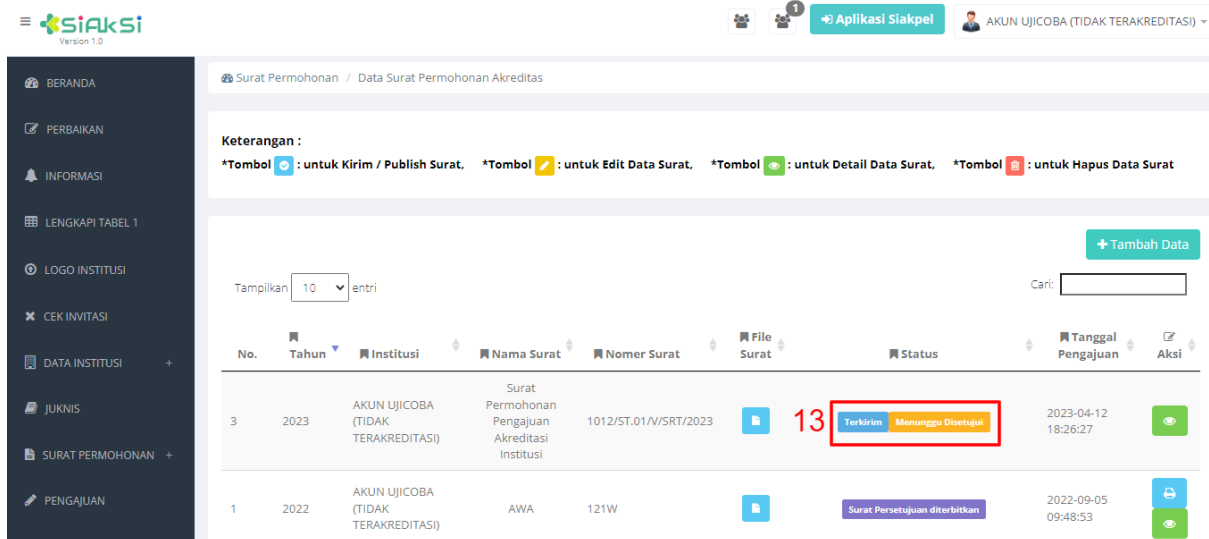 SiAkSi
Version 1.0
1
Aplikasi Siakpel
AKUN UJICOBA (TIDAK TERAKREDITASI)
BERANDA
PERBAIKAN
INFORMASI
LENGKAPI TABEL 1
LOGO INSTITUSI
CEK INVITASI
DATA INSTITUSI +
JUKNIS
SURAT PERMOHONAN +
PENGAJUAN
Surat Permohonan / Data Surat Permohonan Akreditas
Keterangan :
*Tombol : untuk Kirim / Publish Surat, *Tombol : untuk Edit Data Surat, *Tombol : untuk Detail Data Surat, *Tombol : untuk Hapus Data Surat
+ Tambah Data
Tampilkan 10 entri
Cari:
No. Tahun Institusi Nama Surat Nomer Surat File Surat Status Tanggal Pengajuan Aksi
3 2023 AKUN UJICOBA (TIDAK TERAKREDITASI) Surat Permohonan Pengajuan Akreditasi Institusi 1012/ST.01/V/SRT/2023 13 Terkirim Menunggu Disetujui 2023-04-12 18:26:27
1 2022 AKUN UJICOBA (TIDAK TERAKREDITASI) AWA 121W Surat Persetujuan diterbitkan 2022-09-05 09:48:53